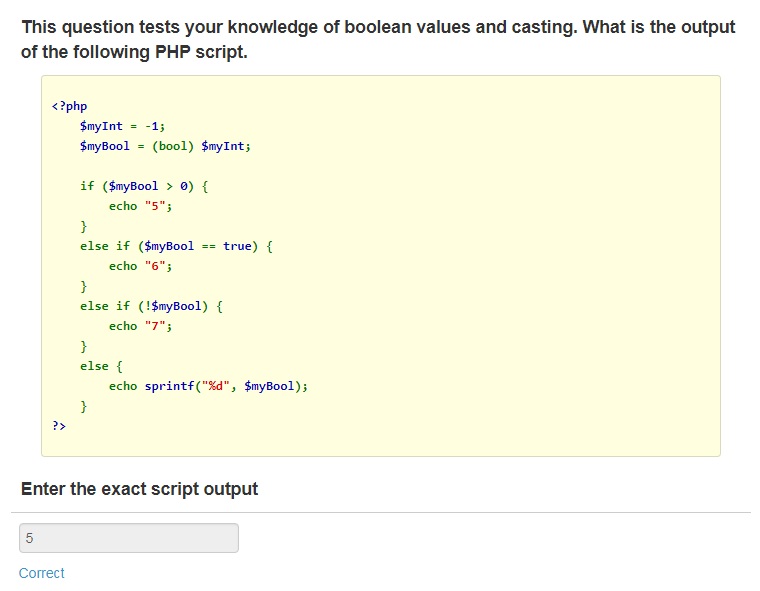 This question tests your knowledge of boolean values and casting. What is the output
of the following PHP script.
<?php
    $myInt = -1;
    $myBool = (bool) $myInt;

    if ($myBool > 0) {
        echo "5";
    }
    else if ($myBool == true) {
        echo "6";
    }
    else if (!$myBool) {
        echo "7";
    }
    else {
        echo sprintf("%d", $myBool);
    }
?>
Enter the exact script output
5
Correct